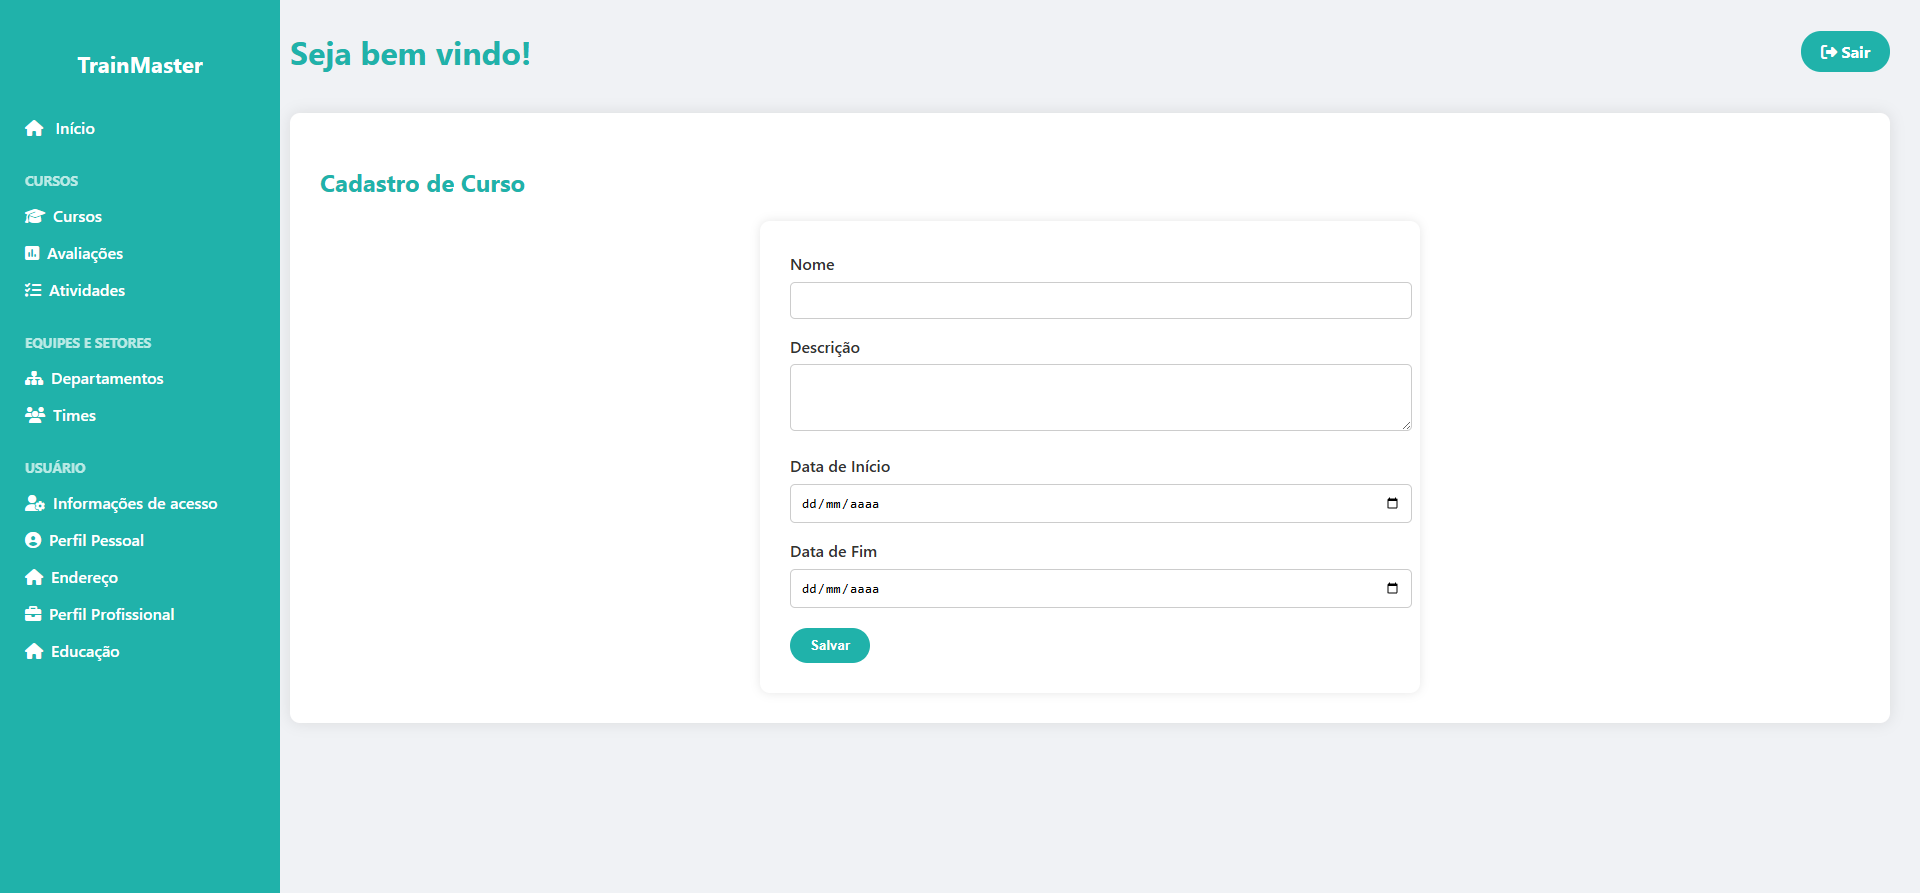 TrainMaster
Início
CURSOS
Cursos
Avaliações
Atividades
EQUIPES E SETORES
Departamentos
Times
USUÁRIO
Informações de acesso
Perfil Pessoal
Endereço
Perfil Profissional
Educação
Seja bem vindo!
Sair
Cadastro de Curso
Nome
Descrição
Data de Início
dd/mm/aaaa
Data de Fim
dd/mm/aaaa
Salvar